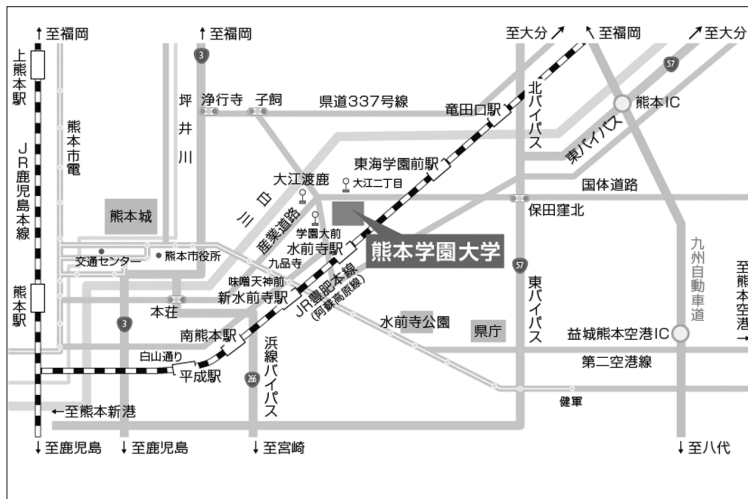 ↑至福岡
↑至福岡
至大分↗
↖至福岡
↗至大分
上熊本駅
3
57
坪井川
浄行寺
子飼
県道337号線
竜田口駅
北バイパス
熊本IC
東バイパス
熊本市電
JR鹿児島本線
東海学園前駅
大江渡鹿
大江二丁目
国体道路
白川
産業道路
熊本城
保田窪北
学園大前
熊本学園大学
水前寺駅
交通センター
熊本市役所
九品寺
九州自動車道
至熊本空港→
味噌天神前
新水前寺駅
JR豊肥本線
(阿蘇高原線)
57
熊本駅
本荘
東バイパス
3
水前寺公園
県庁
益城熊本空港IC
南熊本駅
浜線バイパス
白山通り
第二空港線
平成駅
266
健軍
←至熊本新港
↓至鹿児島
↓至鹿児島
↓至宮崎
↓至八代